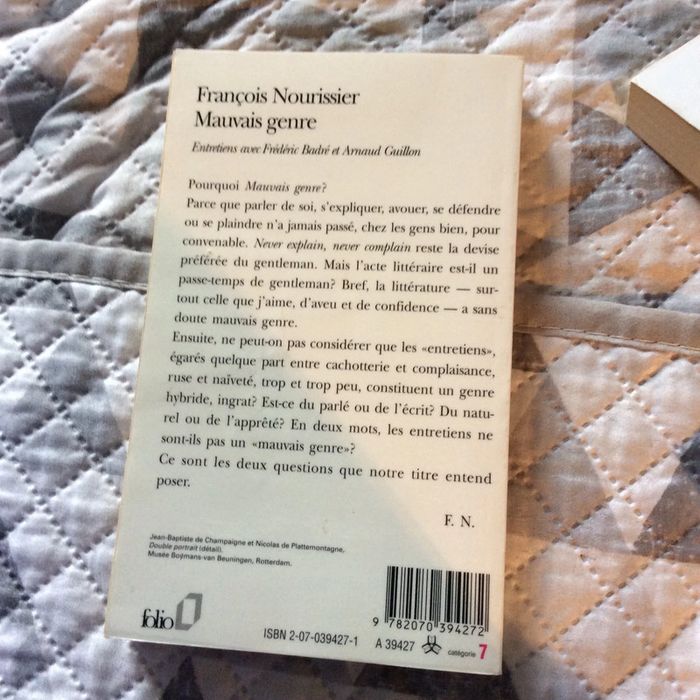 François Nourissier
Mauvais genre
Entretiens avec Frédéric Badré et Arnaud Guillon
Pourquoi Mauvais genre?
Parce que parler de soi, s'expliquer, avouer, se défendre
ou se plaindre n'a jamais passé, chez les gens bien, pour
convenable. Never explain, never complain reste la devise
préférée du gentleman. Mais l'acte littéraire est-il un
passe-temps de gentleman? Bref, la littérature — sur-
tout celle que j'aime, d'aveu et de confidence — a sans
doute mauvais genre.
Ensuite, ne peut-on pas considérer que les «entretiens»,
égarés quelque part entre cachotterie et complaisance,
ruse et naïveté, trop et trop peu, constituent un genre
hybride, ingrat? Est-ce du parlé ou de l'écrit? Du natu-
rel ou de l'apprêté? En deux mots, les entretiens ne
sont-ils pas un «mauvais genre»?
Ce sont les deux questions que notre titre entend
poser.
F. N.
Jean-Baptiste de Champaigne et Nicolas de Plattemontagne,
Double portrait (détail).
Musée Boijmans-van Beuningen, Rotterdam.
folio
ISBN 2-07-039427-1
A 39427
catégorie 7
9 782070 394272